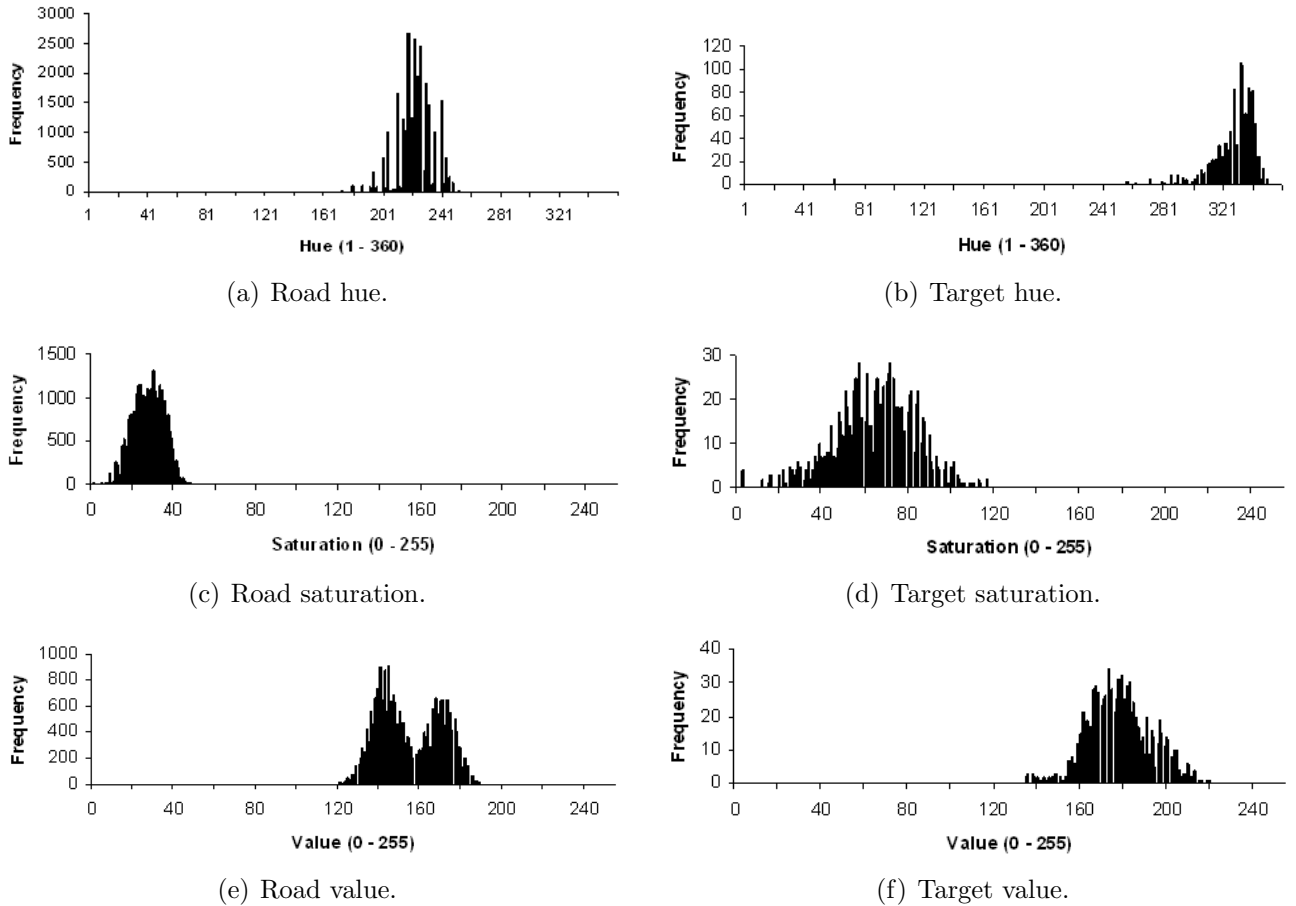 3000
2500
2000
1500
1000
500
0
Frequency
1 41 81 121 161 201 241 281 321
Hue (1 - 360)
(a) Road hue.
120
100
80
60
40
20
0
Frequency
1 41 81 121 161 201 241 281 321
Hue (1 - 360)
(b) Target hue.
1500
1000
500
0
Frequency
0 40 80 120 160 200 240
Saturation (0 - 255)
(c) Road saturation.
30
20
10
0
Frequency
0 40 80 120 160 200 240
Saturation (0 - 255)
(d) Target saturation.
1000
800
600
400
200
0
Frequency
0 40 80 120 160 200 240
Value (0 - 255)
(e) Road value.
40
30
20
10
0
Frequency
0 40 80 120 160 200 240
Value (0 - 255)
(f) Target value.